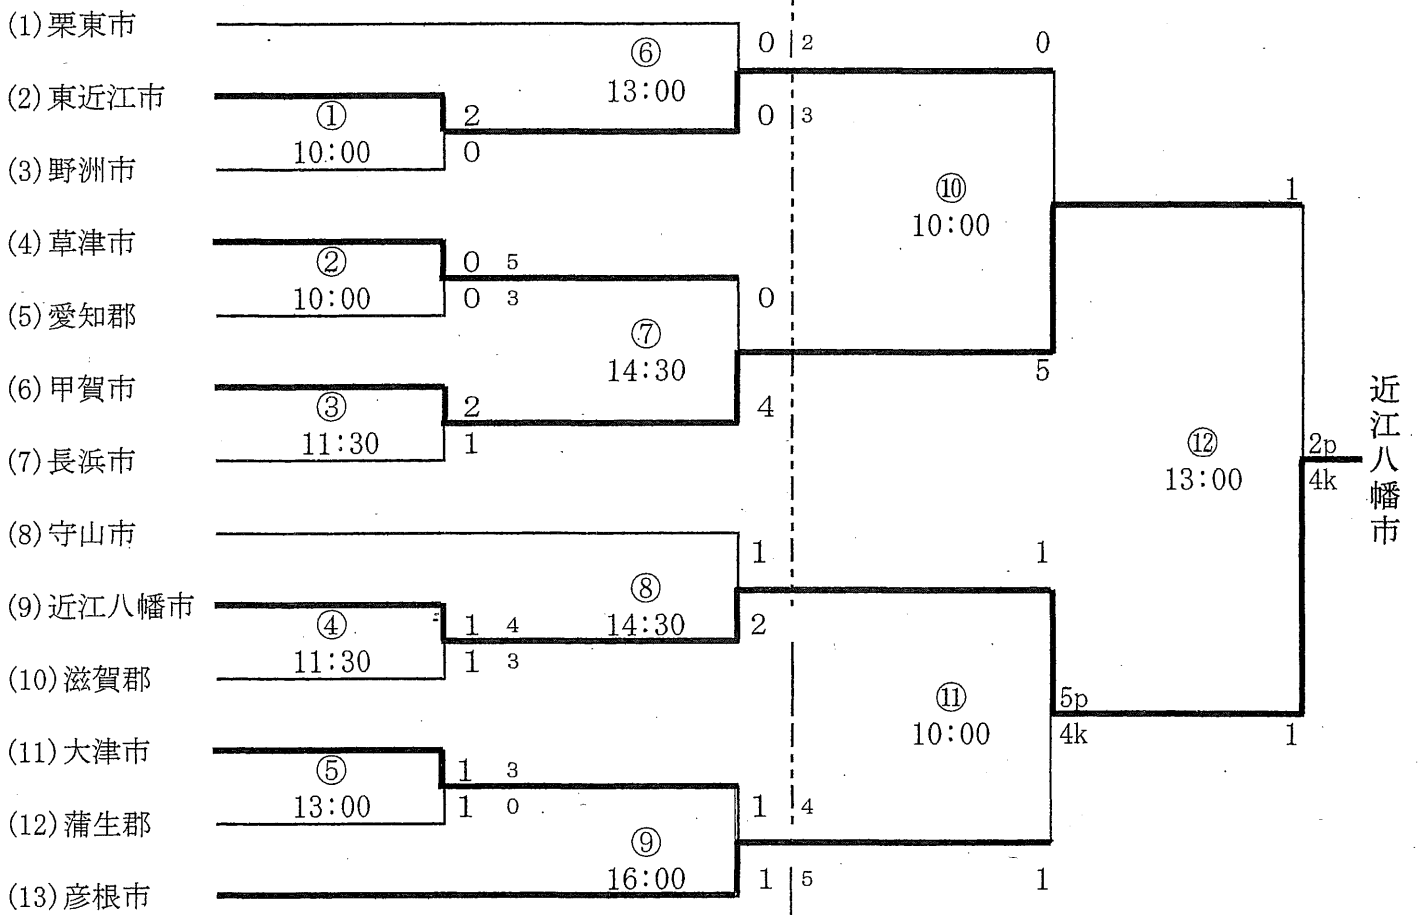 (1)栗東市
0 2 0
⑥
13:00
(2)東近江市
① 2 0 3
10:00 0
(3)野洲市
⑩ 1
10:00
(4)草津市
② 0 5
10:00 0 3 0
(5)愛知郡
⑦
14:30 5
(6)甲賀市
③ 2 4
11:30 1
(7)長浜市
⑫ 2p
13:00 4k
近江八幡市
(8)守山市
1 1
(9)近江八幡市
⑧
④ 1 4 14:30 2
11:30 1 3
(10)滋賀郡
⑪ 5p
10:00 4k 1
(11)大津市
⑤ 1 3
13:00 1 0 1 4
(12)蒲生郡
⑨
16:00 1 5 1
(13)彦根市